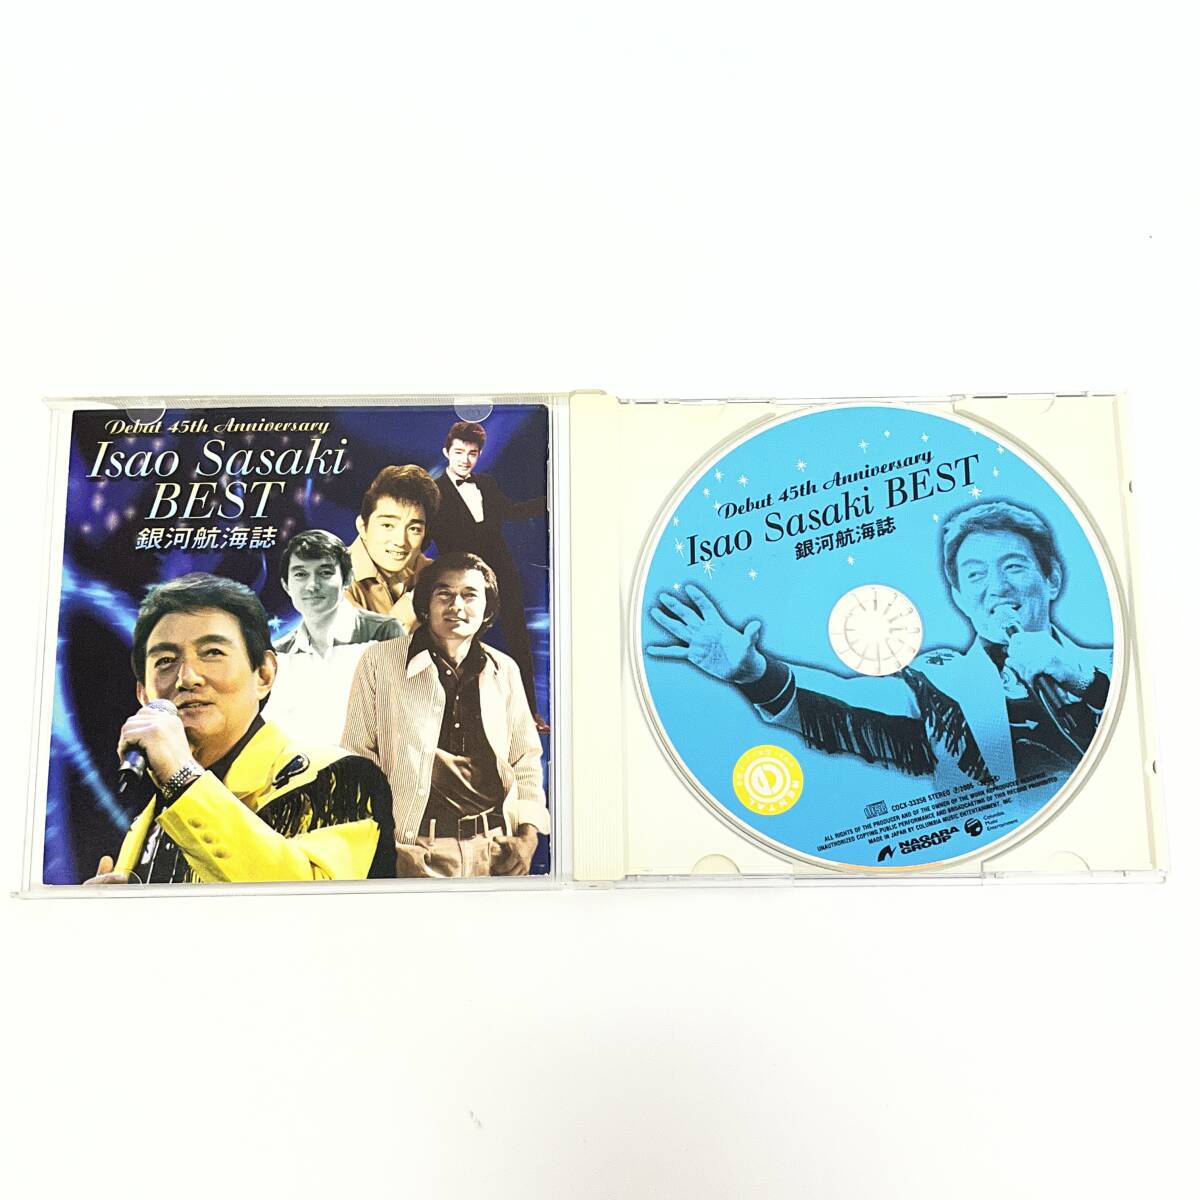 Debut 45th Anniversary
Isao Sasaki
BEST
銀河航海誌
Debut 45th Anniversary
Isao Sasaki BEST
銀河航海誌
RENTAL
COCX-33358 STEREO Ⓟ2005
ALL RIGHTS OF THE PRODUCER AND OF THE OWNER OF THE WORK REPRODUCED RESERVED.
UNAUTHORIZED COPYING, PUBLIC PERFORMANCE AND BROADCASTING OF THIS RECORD PROHIBITED.
MADE IN JAPAN BY COLUMBIA MUSIC ENTERTAINMENT, INC.
NAGARA
GROUP
Columbia
Music
Entertainment